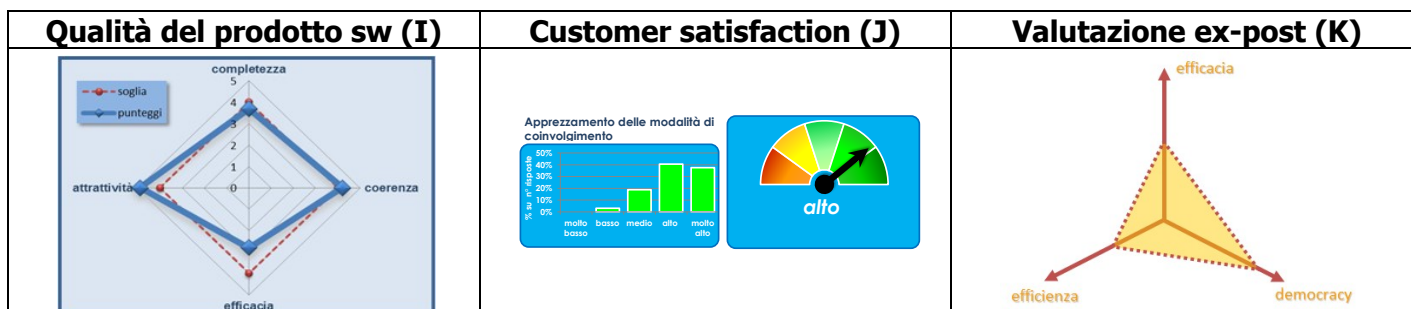 Qualità del prodotto sw (I)
Customer satisfaction (J)
Valutazione ex-post (K)
completezza
5
4
3
2
1
0
soglia
punteggi
attrattività
coerenza
efficacia
Apprezzamento delle modalità di
coinvolgimento
% su n° risposte
50%
40%
30%
20%
10%
0%
molto
basso
basso
medio
alto
molto
alto
alto
efficacia
efficienza
democracy